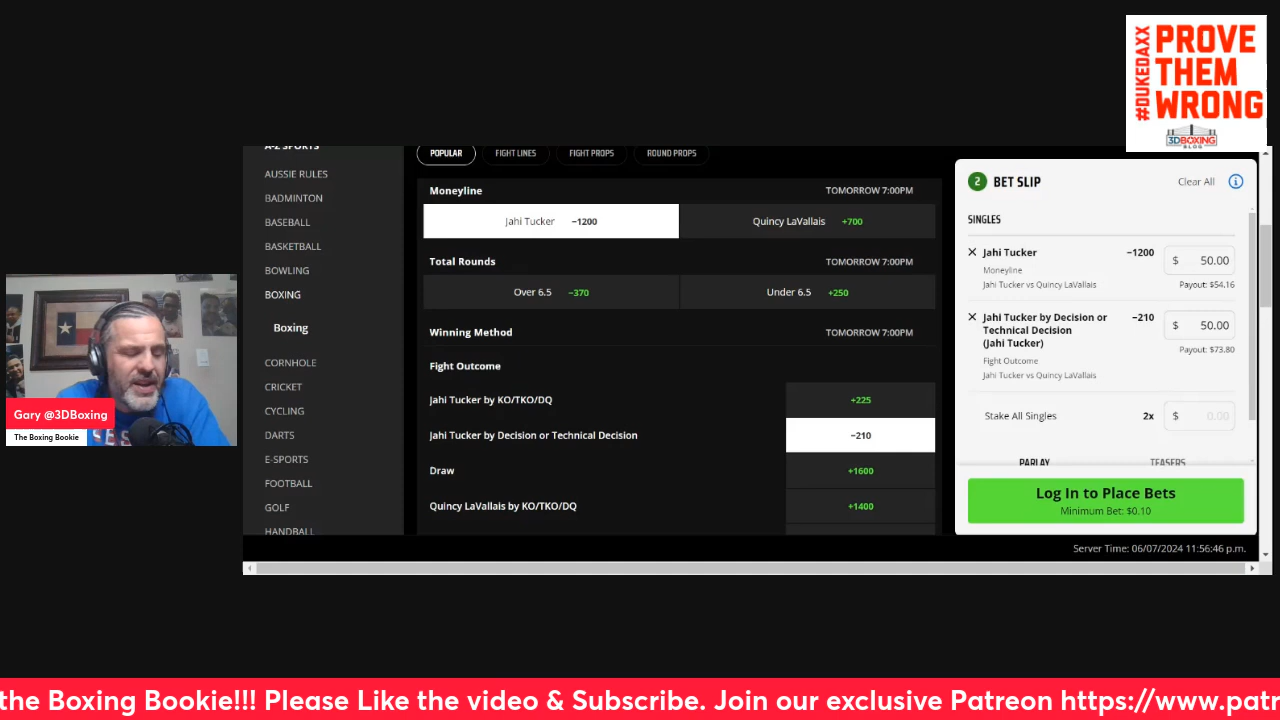 #DUKEDAXX
PROVE
THEM
WRONG
3DBOXING
BLOG
A-Z SPORTS
AUSSIE RULES
BADMINTON
BASEBALL
BASKETBALL
BOWLING
BOXING
Boxing
CORNHOLE
CRICKET
CYCLING
DARTS
E-SPORTS
FOOTBALL
GOLF
HANDBALL
POPULAR FIGHT LINES FIGHT PROPS ROUND PROPS
Moneyline TOMORROW 7:00PM
Jahi Tucker −1200 Quincy LaVallais +700
Total Rounds TOMORROW 7:00PM
Over 6.5 −370 Under 6.5 +250
Winning Method TOMORROW 7:00PM
Fight Outcome
Jahi Tucker by KO/TKO/DQ +225
Jahi Tucker by Decision or Technical Decision −210
Draw +1600
Quincy LaVallais by KO/TKO/DQ +1400
2 BET SLIP Clear All
SINGLES
Jahi Tucker −1200 $ 50.00
Moneyline
Jahi Tucker vs Quincy LaVallais Payout: $54.16
Jahi Tucker by Decision or −210
Technical Decision $ 50.00
(Jahi Tucker)
Payout: $73.80
Fight Outcome
Jahi Tucker vs Quincy LaVallais
Stake All Singles 2x $ 0.00
PARLAY TEASERS
Log In to Place Bets
Minimum Bet: $0.10
Server Time: 06/07/2024 11:56:46 p.m.
Gary @3DBoxing
The Boxing Bookie
the Boxing Bookie!!! Please Like the video & Subscribe. Join our exclusive Patreon https://www.patr